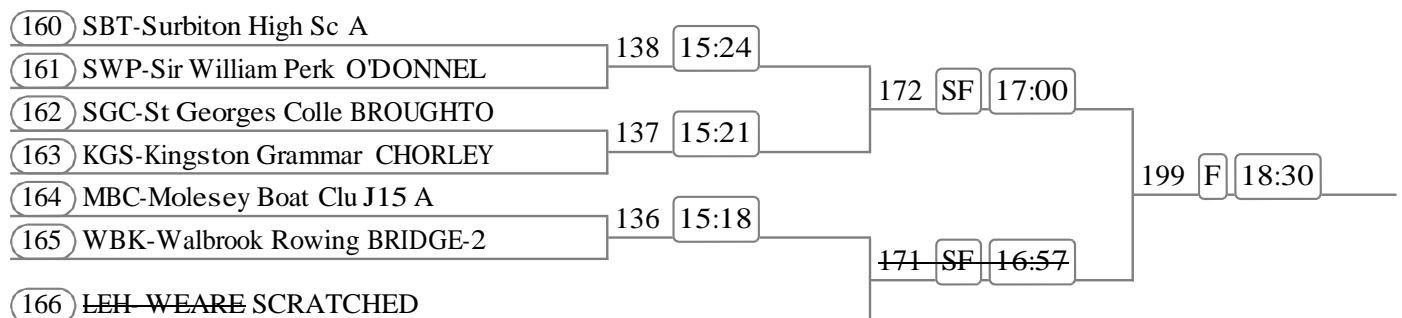 160 SBT-Surbiton High Sc A
138 15:24
161 SWP-Sir William Perk O'DONNEL
172 SF 17:00
162 SGC-St Georges Colle BROUGHTO
137 15:21
163 KGS-Kingston Grammar CHORLEY
199 F 18:30
164 MBC-Molesey Boat Clu J15 A
136 15:18
165 WBK-Walbrook Rowing BRIDGE-2
171 SF 16:57
166 LEH- WEARE SCRATCHED